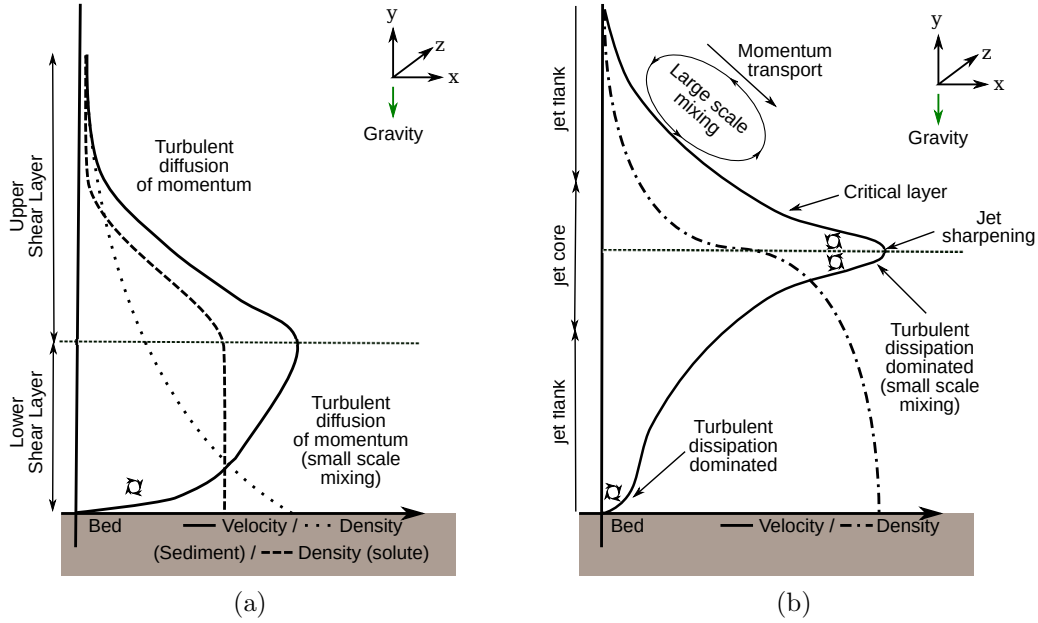 y
z
x
Gravity
Upper
Shear Layer
Lower
Shear Layer
Turbulent
diffusion
of momentum
Turbulent
diffusion
of momentum
(small scale
mixing)
Bed
Velocity /
Density
(Sediment) /
Density (solute)
(a)
y
z
x
Gravity
Momentum
transport
Large scale
mixing
jet flank
jet core
jet flank
Critical layer
Jet
sharpening
Turbulent
dissipation
dominated
(small scale
mixing)
Turbulent
dissipation
dominated
Bed
Velocity /
Density
(b)